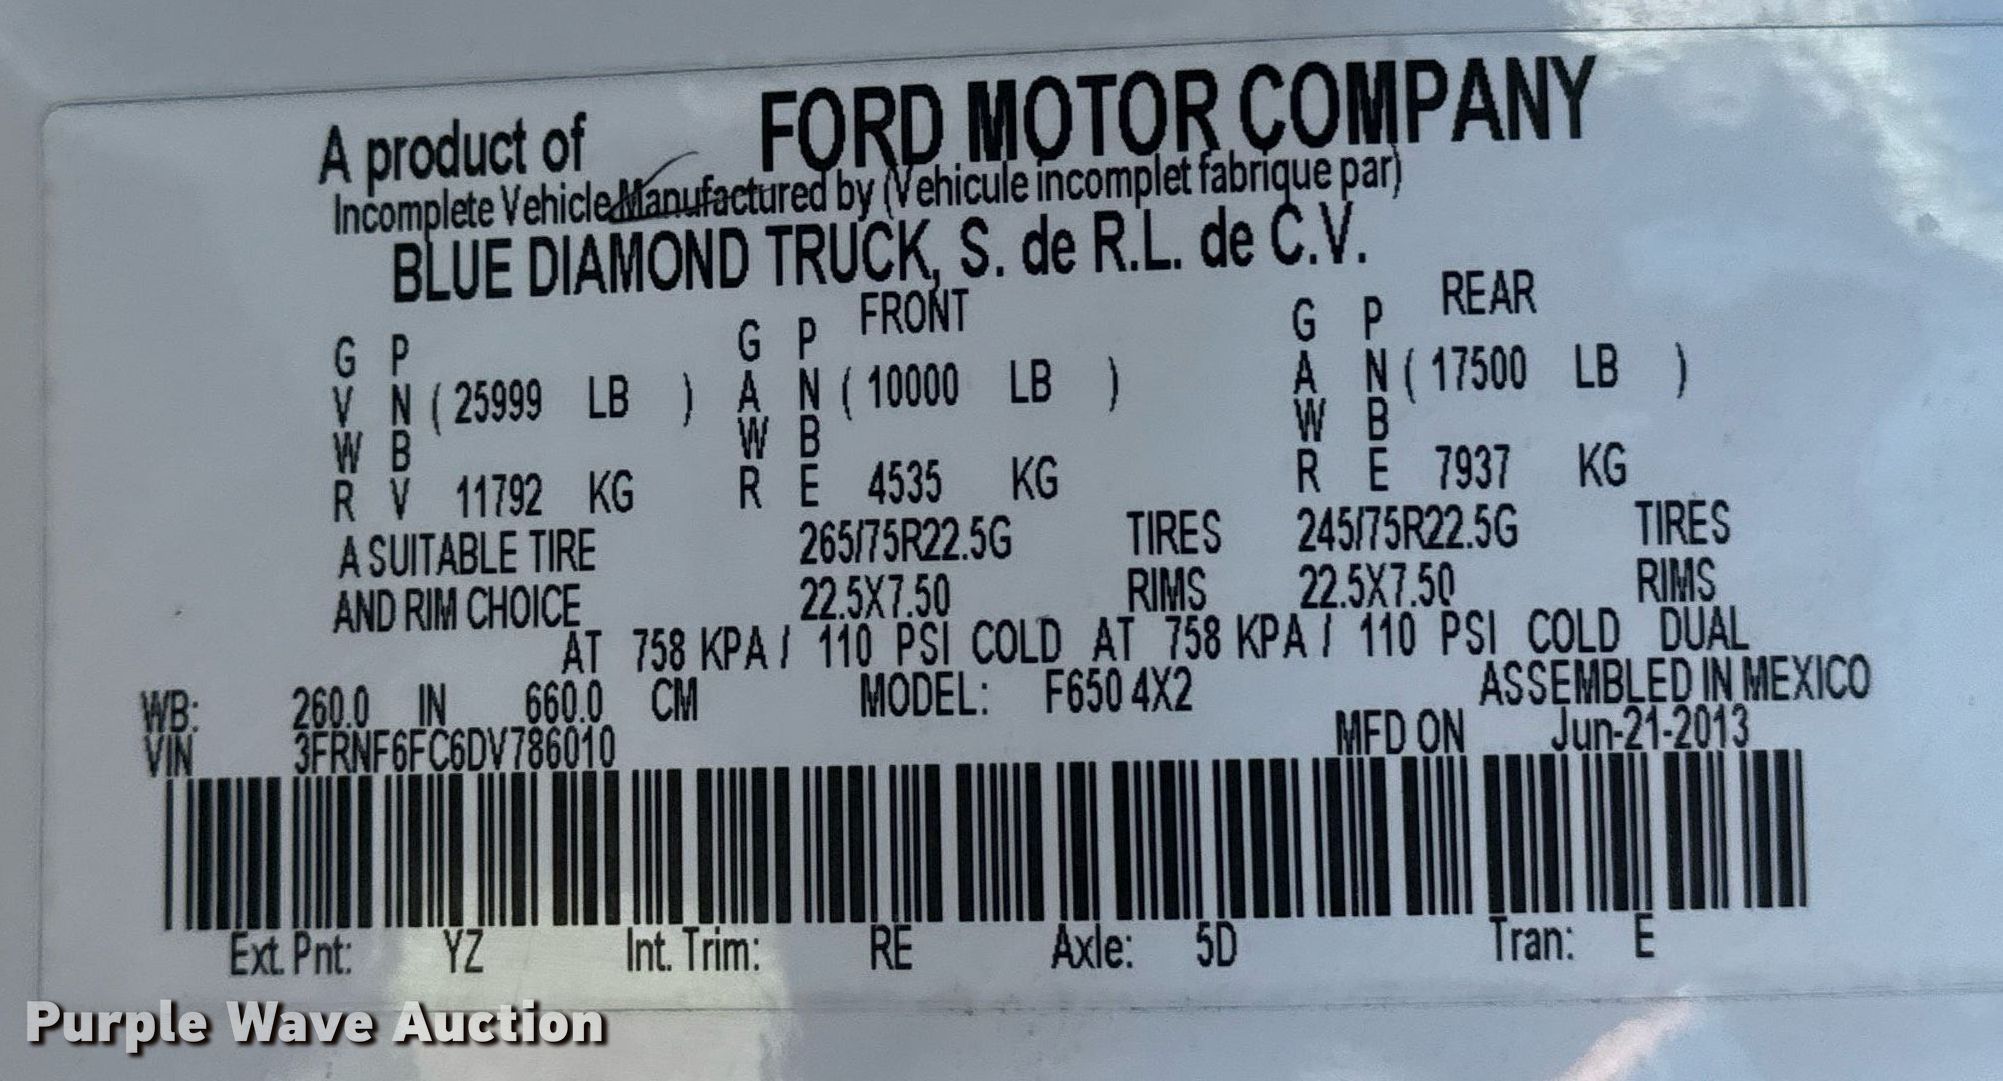 A product of FORD MOTOR COMPANY
Incomplete Vehicle Manufactured by (Vehicule incomplet fabrique par)
BLUE DIAMOND TRUCK, S. de R.L. de C.V.
FRONT REAR
G P G P G P
V N ( 25999 LB ) A N ( 10000 LB ) A N ( 17500 LB )
W B W B W B
R V 11792 KG R E 4535 KG R E 7937 KG
A SUITABLE TIRE 265/75R22.5G TIRES 245/75R22.5G TIRES
AND RIM CHOICE 22.5X7.50 RIMS 22.5X7.50 RIMS
AT 758 KPA / 110 PSI COLD AT 758 KPA / 110 PSI COLD DUAL
WB: 260.0 IN 660.0 CM MODEL: F650 4X2 ASSEMBLED IN MEXICO
VIN 3FRNF6FC6DV786010 MFD ON Jun-21-2013
Ext. Pnt: YZ Int. Trim: RE Axle: 5D Tran: E
Purple Wave Auction